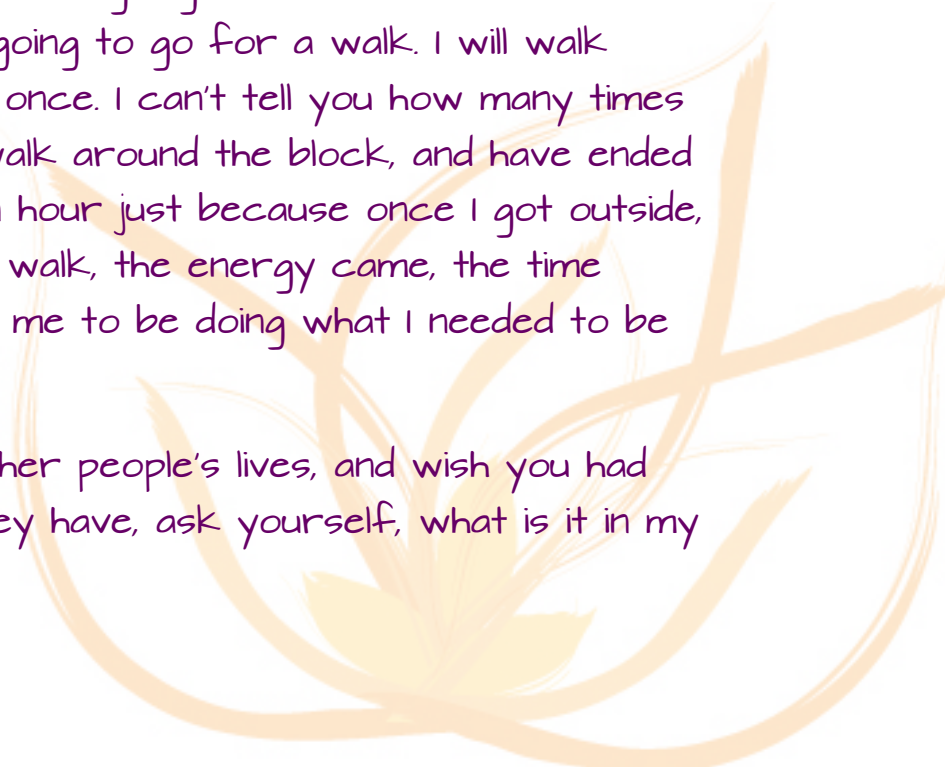 going to go for a walk. I will walk
once. I can't tell you how many times
walk around the block, and have ended
hour just because once I got outside,
walk, the energy came, the time
me to be doing what I needed to be
her people's lives, and wish you had
ey have, ask yourself, what is it in my